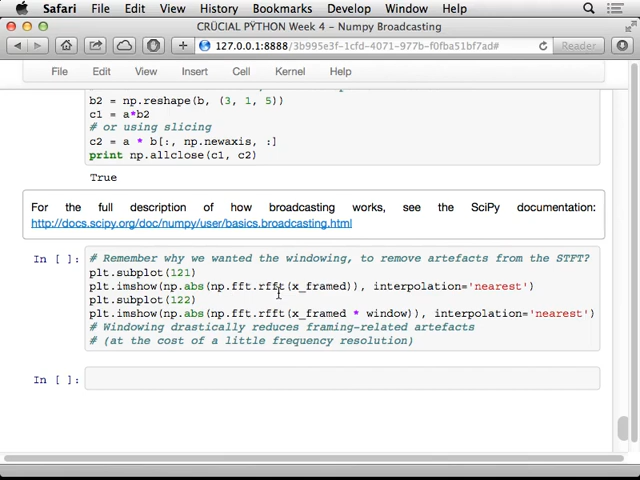 Safari File Edit View History Bookmarks Develop Window Help
CRÜCIAL PŸTHON Week 4 - Numpy Broadcasting
127.0.0.1:8888/3b995e3f-1cfd-4071-977b-f0fba51bf7ad# Reader
File Edit View Insert Cell Kernel Help
b2 = np.reshape(b, (3, 1, 5))
c1 = a*b2
# or using slicing
c2 = a * b[:, np.newaxis, :]
print np.allclose(c1, c2)
True
For the full description of how broadcasting works, see the SciPy documentation:
http://docs.scipy.org/doc/numpy/user/basics.broadcasting.html
In [ ]: # Remember why we wanted the windowing, to remove artefacts from the STFT?
plt.subplot(121)
plt.imshow(np.abs(np.fft.rfft(x_framed)), interpolation='nearest')
plt.subplot(122)
plt.imshow(np.abs(np.fft.rfft(x_framed * window)), interpolation='nearest')
# Windowing drastically reduces framing-related artefacts
# (at the cost of a little frequency resolution)
In [ ]: